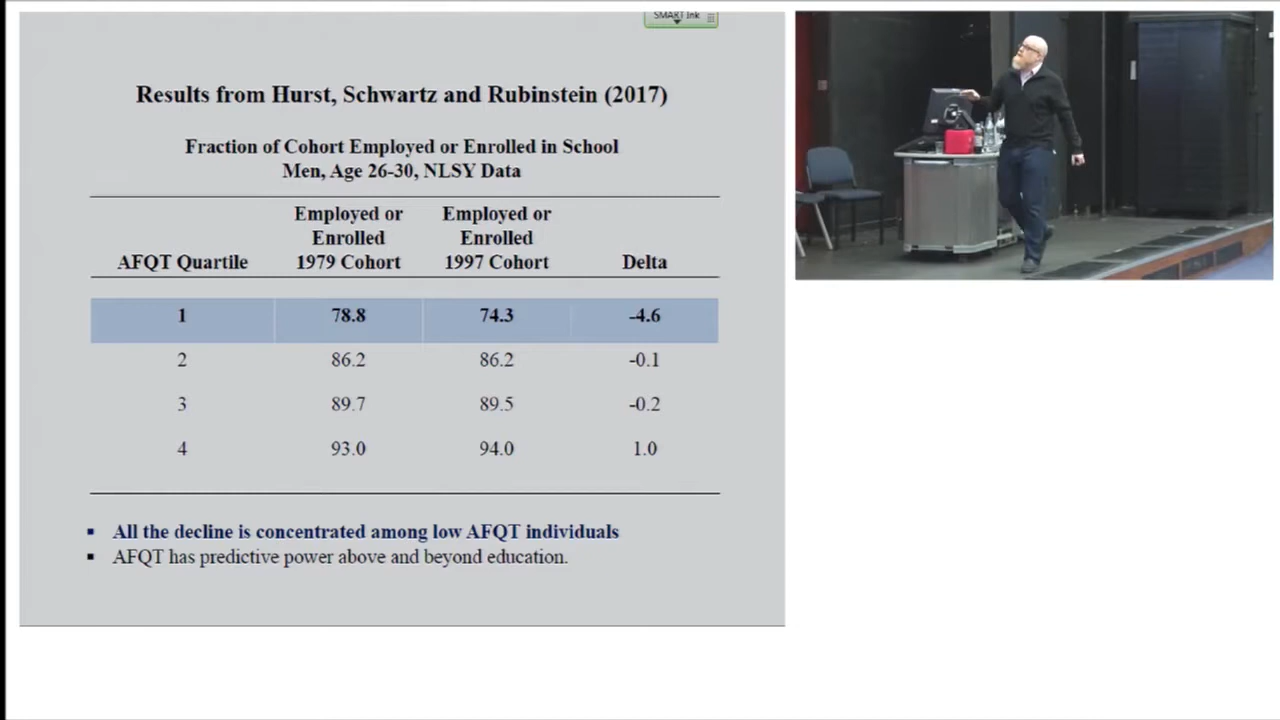 SMART Ink
Results from Hurst, Schwartz and Rubinstein (2017)
Fraction of Cohort Employed or Enrolled in School
Men, Age 26-30, NLSY Data
AFQT Quartile Employed or Enrolled 1979 Cohort Employed or Enrolled 1997 Cohort Delta
1 78.8 74.3 -4.6
2 86.2 86.2 -0.1
3 89.7 89.5 -0.2
4 93.0 94.0 1.0
▪ All the decline is concentrated among low AFQT individuals
▪ AFQT has predictive power above and beyond education.